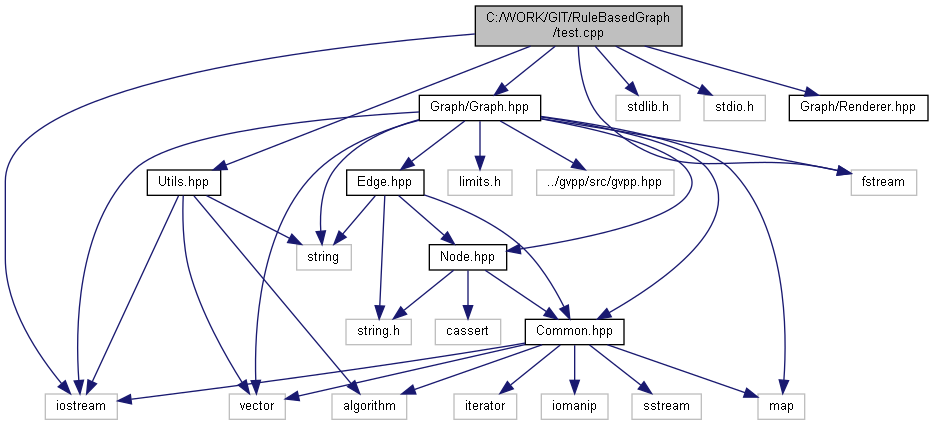 C:/WORK/GIT/RuleBasedGraph
/test.cpp
Graph/Graph.hpp
stdlib.h
stdio.h
Graph/Renderer.hpp
Utils.hpp
Edge.hpp
limits.h
../gvpp/src/gvpp.hpp
fstream
string
Node.hpp
string.h
cassert
Common.hpp
iostream
vector
algorithm
iterator
iomanip
sstream
map